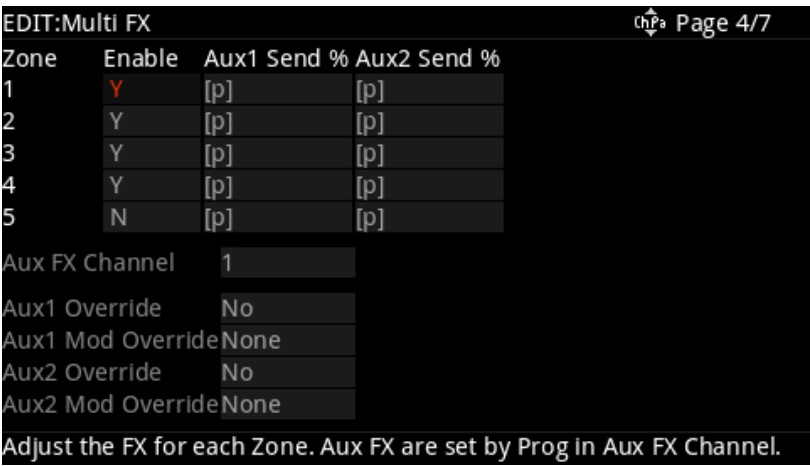 EDIT:Multi FX ChPa Page 4/7
Zone Enable Aux1 Send % Aux2 Send %
1 Y [p] [p]
2 Y [p] [p]
3 Y [p] [p]
4 Y [p] [p]
5 N [p] [p]
Aux FX Channel 1
Aux1 Override No
Aux1 Mod Override None
Aux2 Override No
Aux2 Mod Override None
Adjust the FX for each Zone. Aux FX are set by Prog in Aux FX Channel.